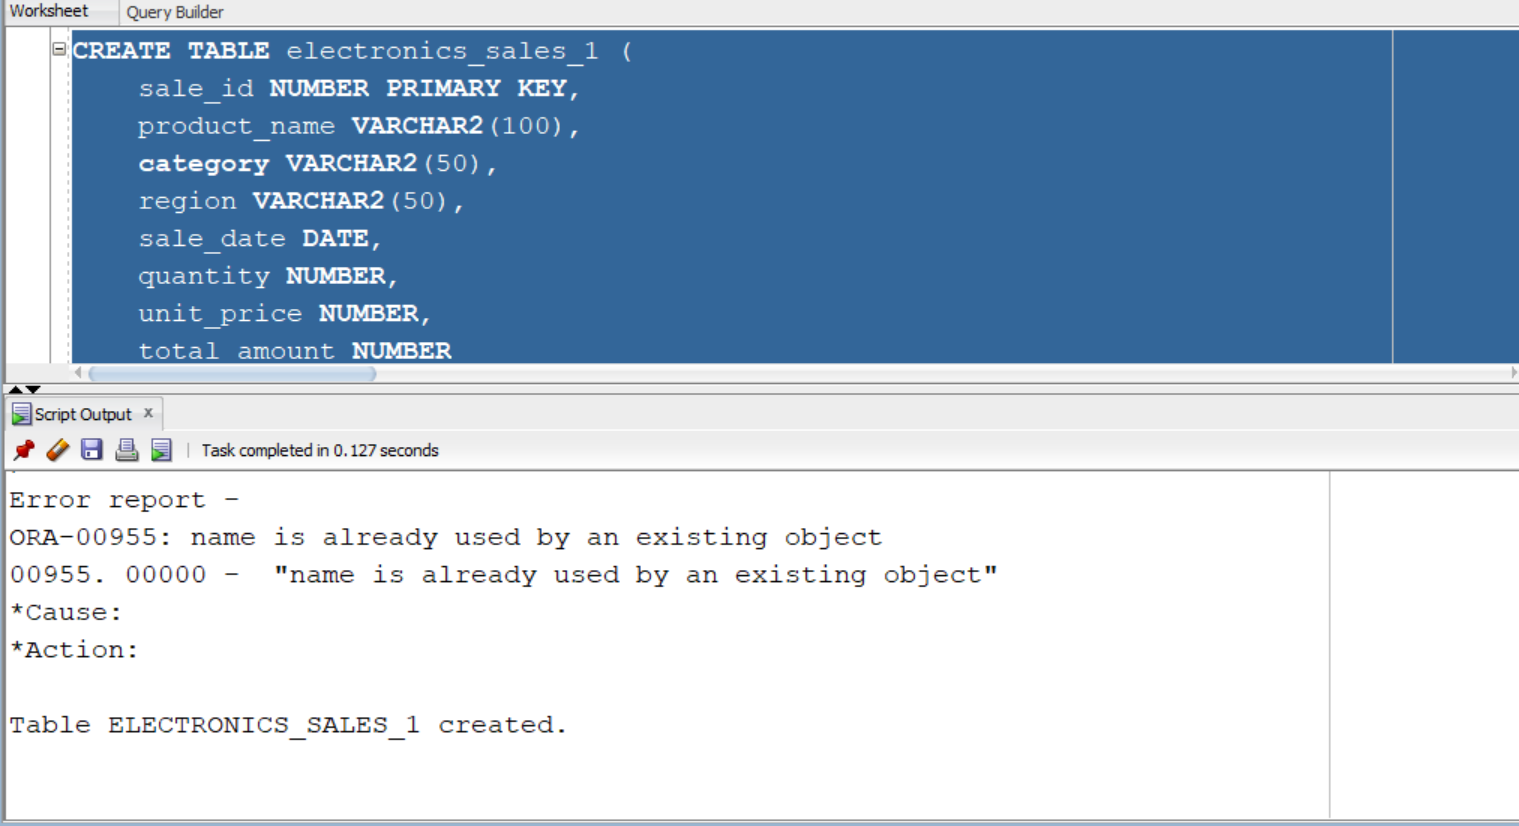 Worksheet Query Builder
CREATE TABLE electronics_sales_1 (
sale_id NUMBER PRIMARY KEY,
product_name VARCHAR2(100),
category VARCHAR2(50),
region VARCHAR2(50),
sale_date DATE,
quantity NUMBER,
unit_price NUMBER,
total_amount NUMBER
Script Output x
Task completed in 0.127 seconds
Error report -
ORA-00955: name is already used by an existing object
00955. 00000 - "name is already used by an existing object"
*Cause:
*Action:
Table ELECTRONICS_SALES_1 created.